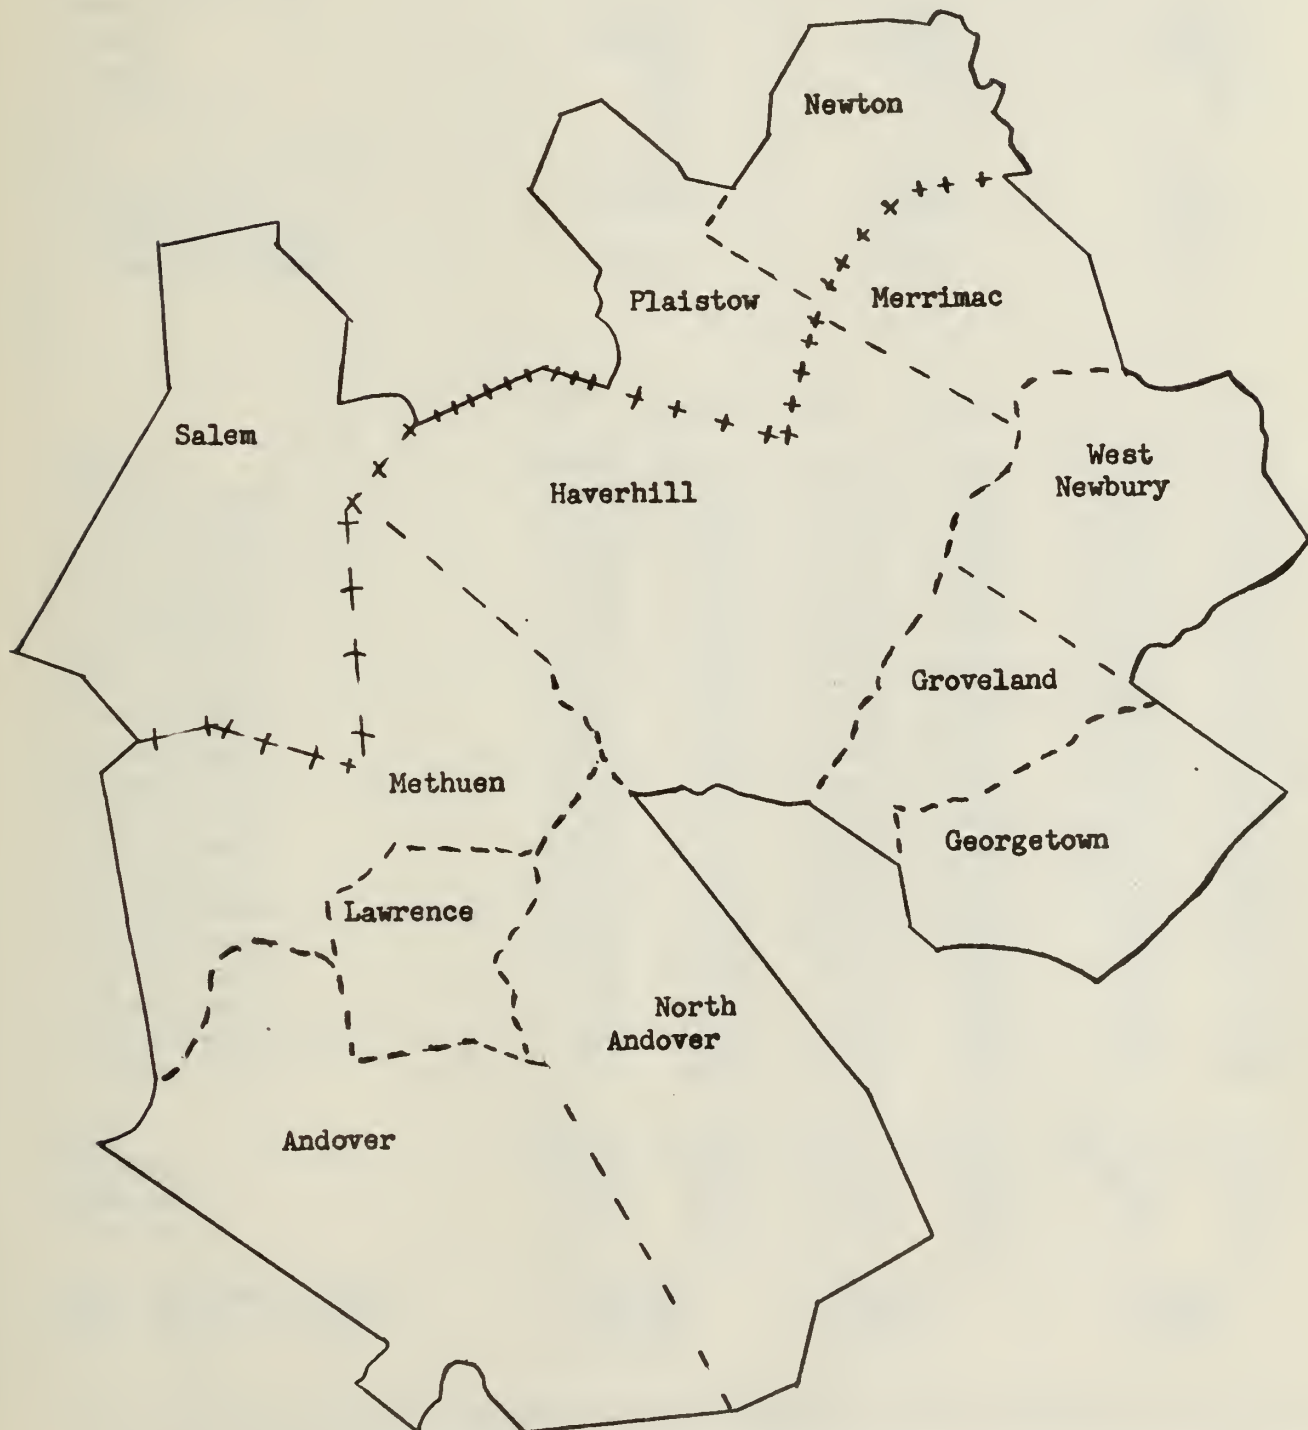 Newton
Plaistow
Merrimac
Salem
West
Newbury
Haverhill
Groveland
Methuen
Georgetown
Lawrence
North
Andover
Andover